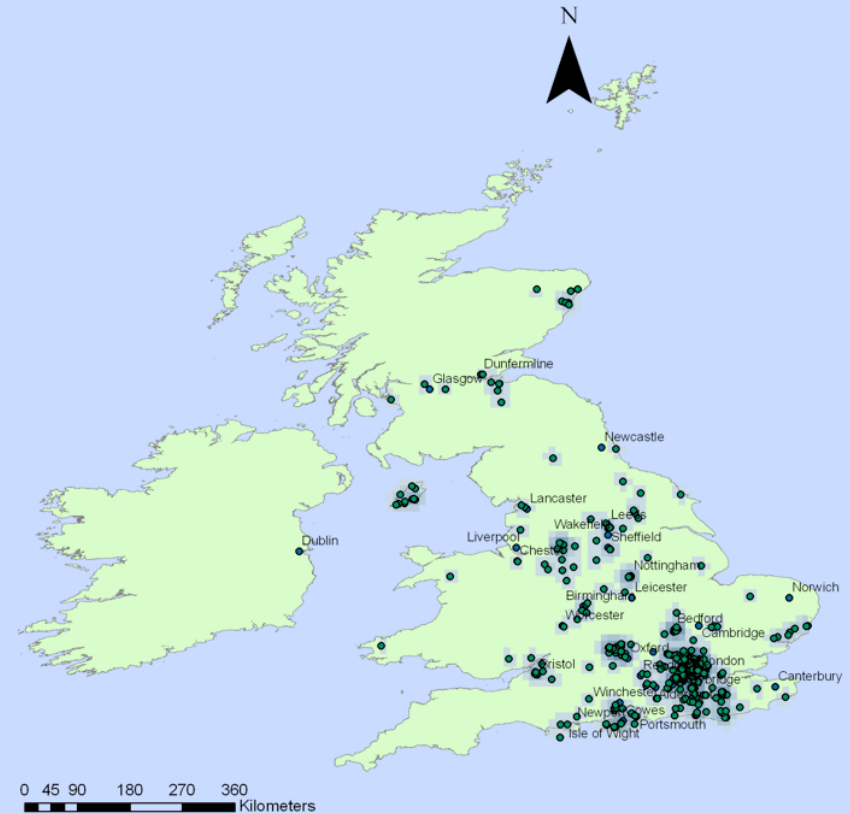 N
Dunfermiline
Glasgow
Newcastle
Lancaster
Leeds
Wakefield
Dublin
Liverpool
Sheffield
Chester
Nottingham
Leicester
Norwich
Birmingham
Worcester
Bedford
Cambridge
Oxford
London
Bristol
Canterbury
Winchester
Newport
Cowes
Portsmouth
Isle of Wight
0 45 90 180 270 360
Kilometers